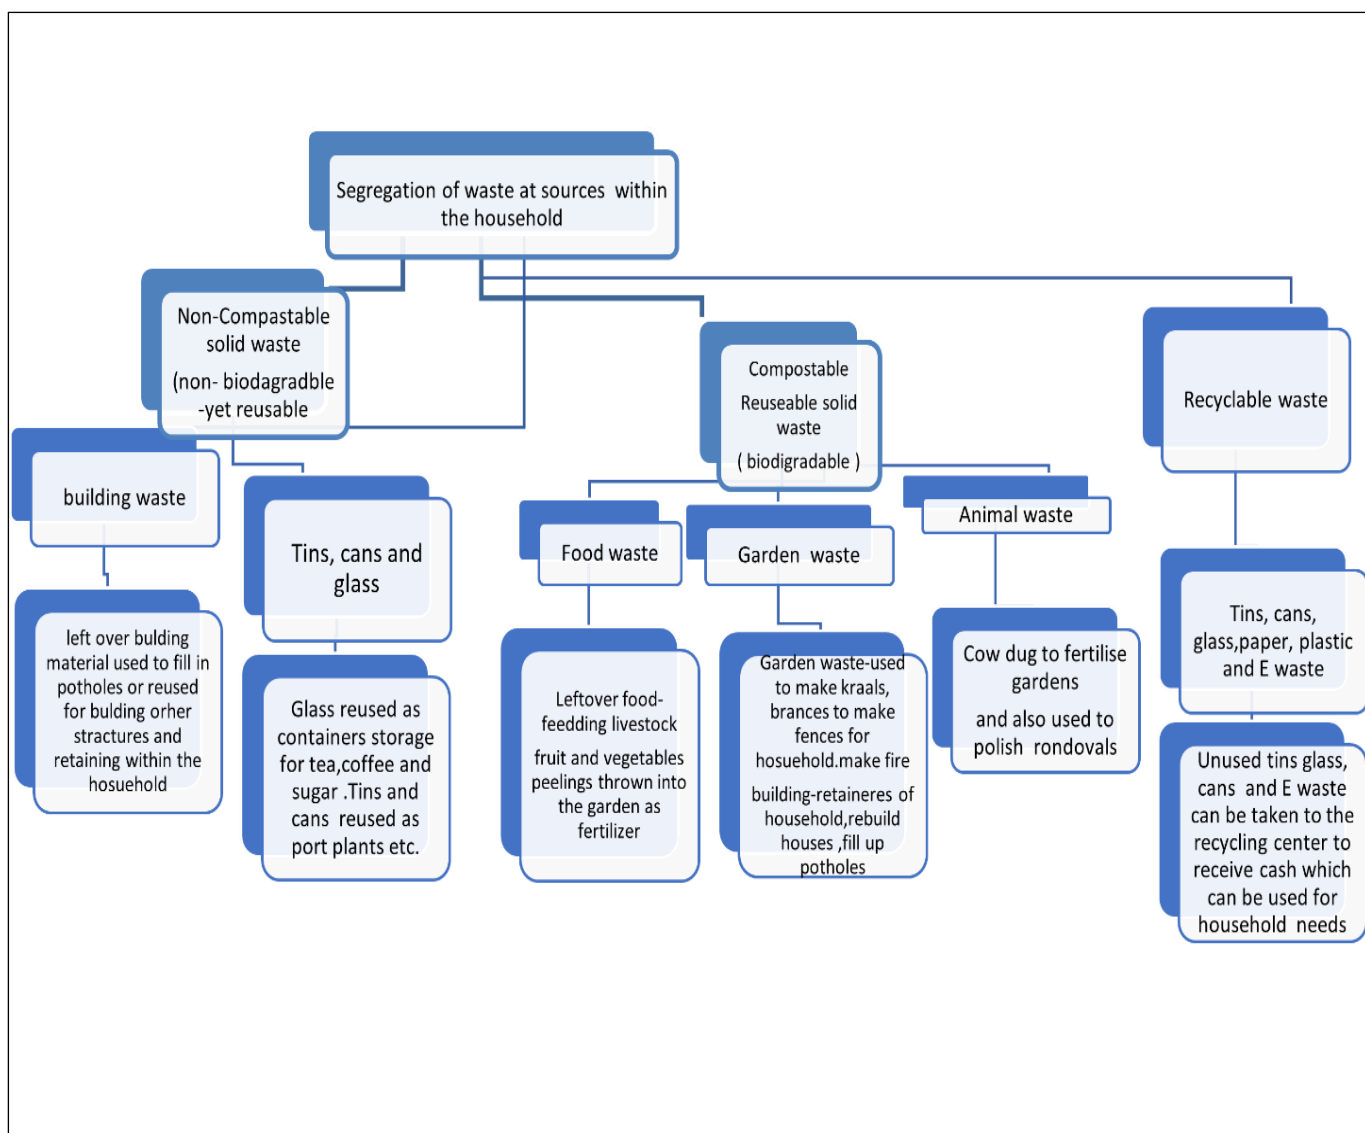 Segregation of waste at sources within
the household
Non-Compastable
solid waste
(non- biodagradble
-yet reusable
Compostable
Reuseable solid
waste
( biodigradable )
Recyclable waste
building waste
Tins, cans and
glass
Food waste
Garden waste
Animal waste
Tins, cans,
glass,paper, plastic
and E waste
left over bulding
material used to fill in
potholes or reused
for bulding orher
stractures and
retaining within the
hosuehold
Glass reused as
containers storage
for tea,coffee and
sugar .Tins and
cans reused as
port plants etc.
Leftover food-
feedding livestock
fruit and vegetables
peelings thrown into
the garden as
fertilizer
Garden waste-used
to make kraals,
brances to make
fences for
hosuehold.make fire
building-retaineres of
household,rebuild
houses ,fill up
potholes
Cow dug to fertilise
gardens
and also used to
polish rondovals
Unused tins glass,
cans and E waste
can be taken to the
recycling center to
receive cash which
can be used for
household needs